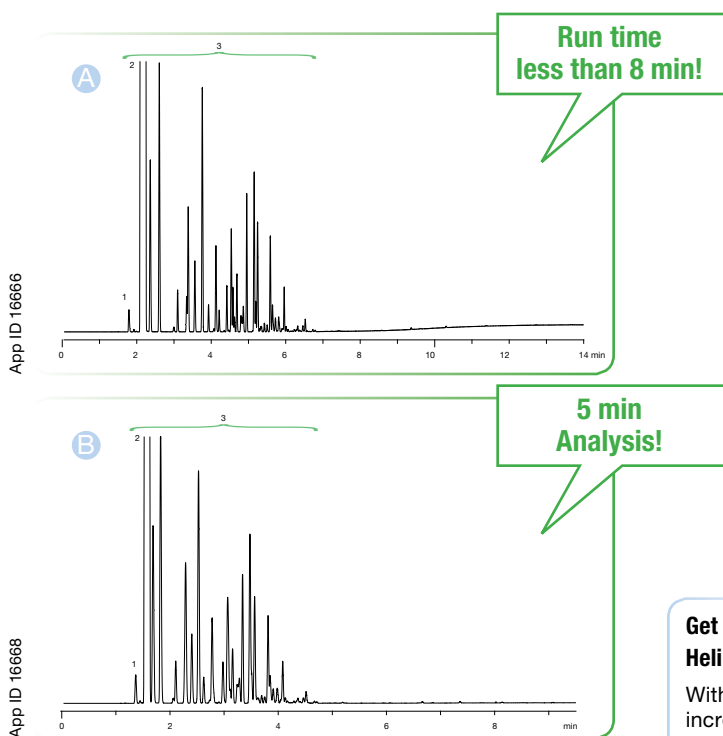 Run time
less than 8 min!
A
3
2
1
App ID 16666
0 2 4 6 8 10 12 14 min
5 min
Analysis!
B
3
2
1
App ID 16668
0 2 4 6 8 min
Get
Heli
With
incre